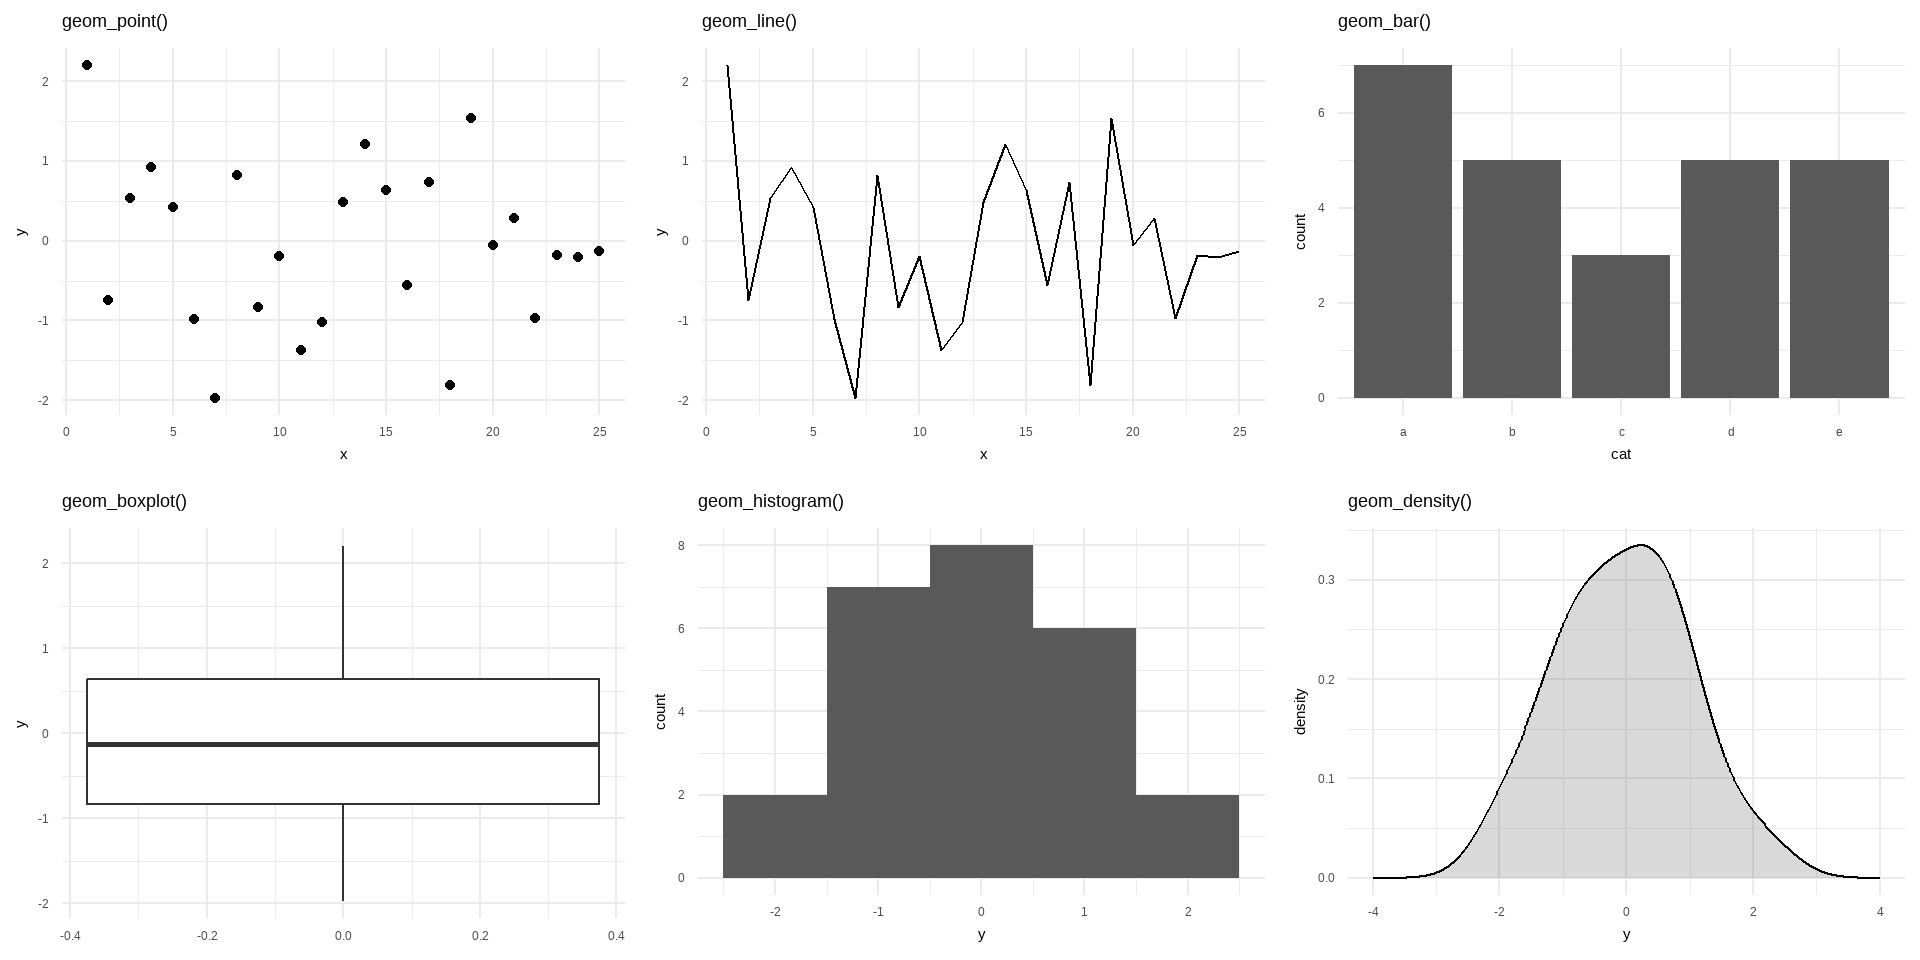 geom_point()
2
1
0
-1
-2
y
0 5 10 15 20 25
x
geom_line()
2
1
0
-1
-2
y
0 5 10 15 20 25
x
geom_bar()
6
4
2
0
count
a b c d e
cat
geom_boxplot()
2
1
0
-1
-2
y
-0.4 -0.2 0.0 0.2 0.4
geom_histogram()
8
6
4
2
0
count
-2 -1 0 1 2
y
geom_density()
0.3
0.2
0.1
0.0
density
-4 -2 0 2 4
y